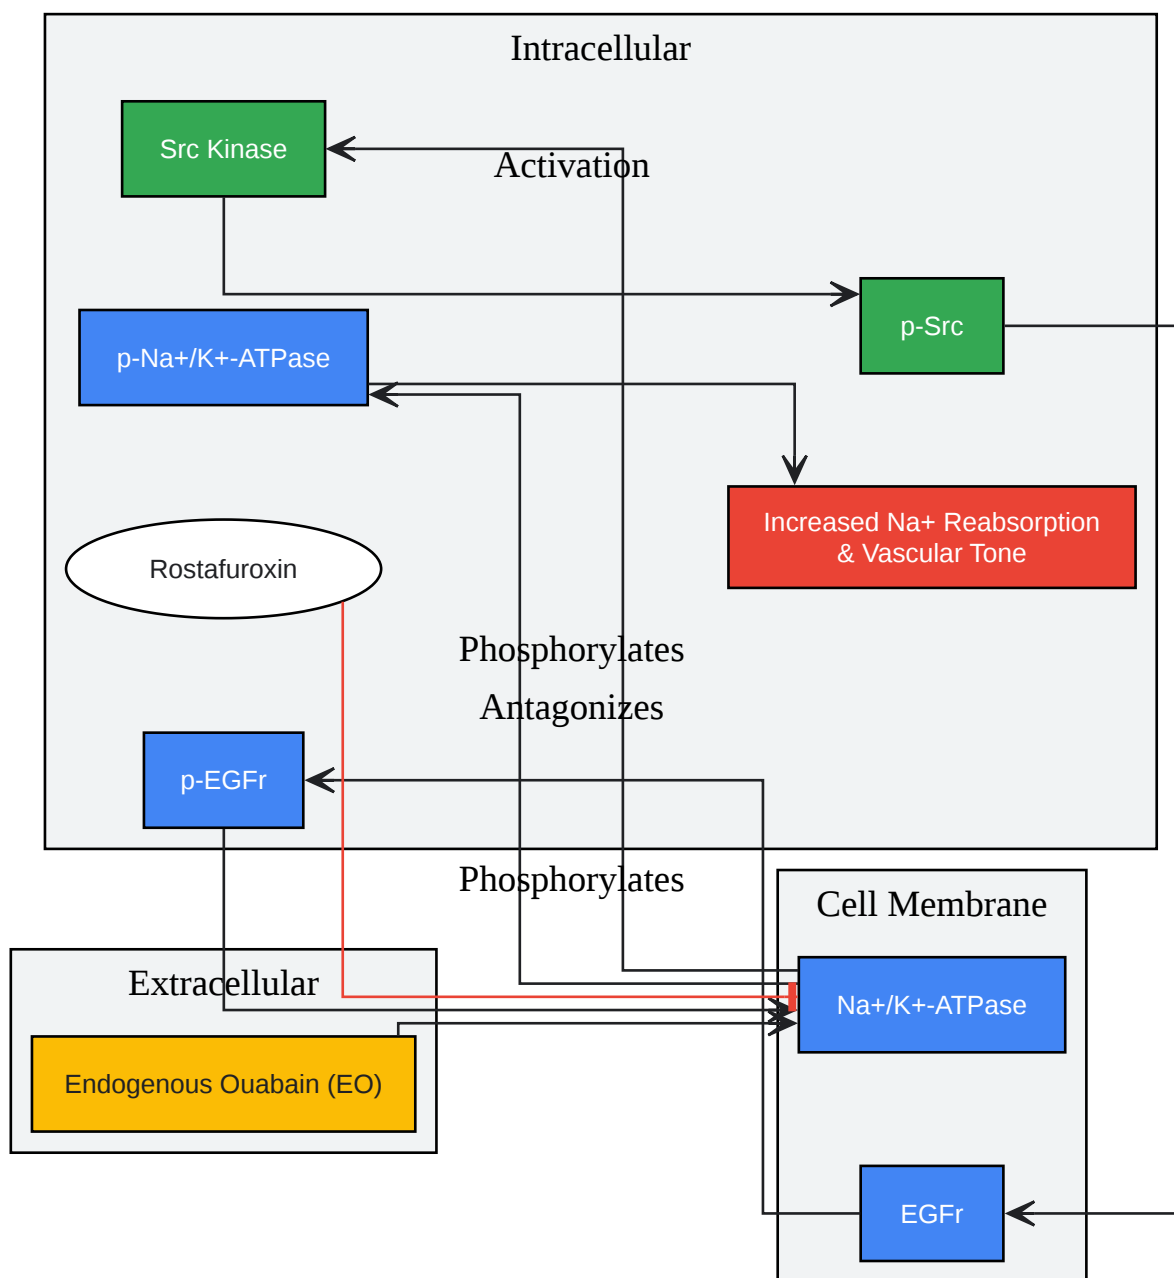 Intracellular
Src Kinase
Activation
p-Src
p-Na+/K+-ATPase
Increased Na+ Reabsorption
& Vascular Tone
Rostafuroxin
Phosphorylates
Antagonizes
p-EGFr
Phosphorylates
Cell Membrane
Extracellular
Na+/K+-ATPase
Endogenous Ouabain (EO)
EGFr